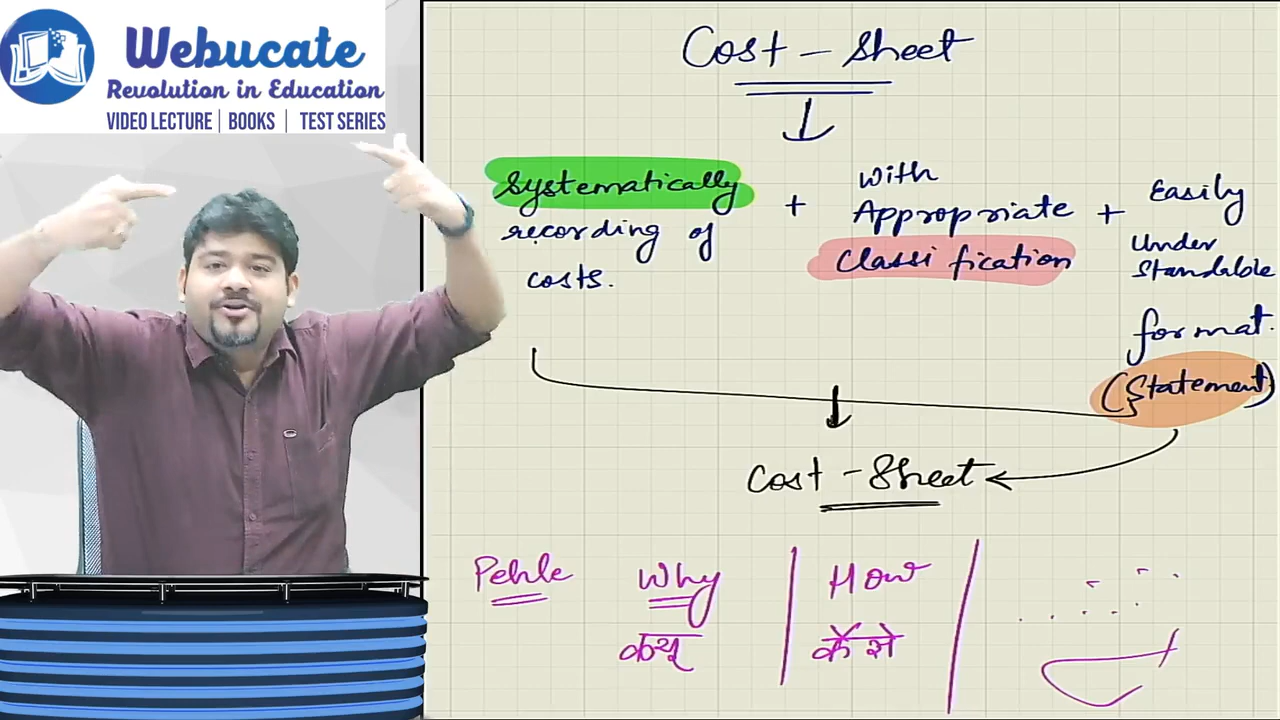 Webucate
Revolution in Education
VIDEO LECTURE | BOOKS | TEST SERIES
Cost - Sheet
Systematically
recording of
costs.
+
With
Appropriate
Classification
+
Easily
Under
standable
format.
(Statement)
Cost - Sheet
Pehle Why
How
क्यू
कैसे